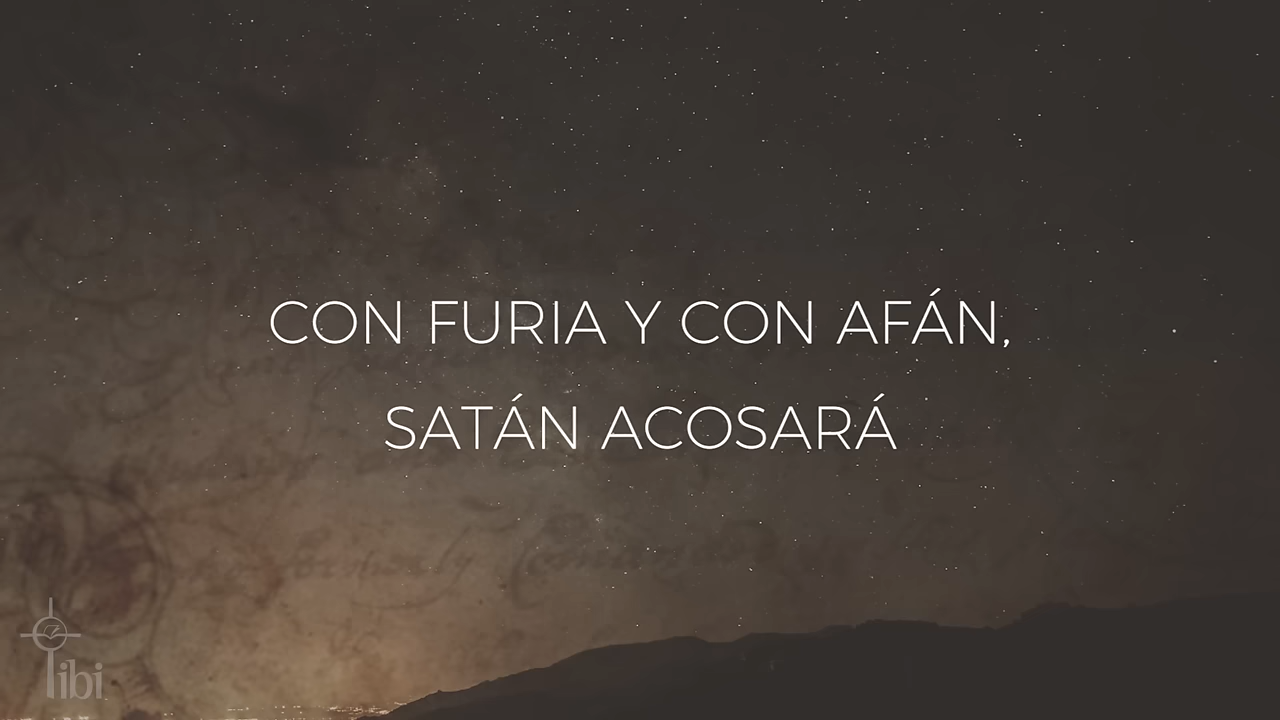 CON FURIA Y CON AFÁN,
SATÁN ACOSARÁ
ibi